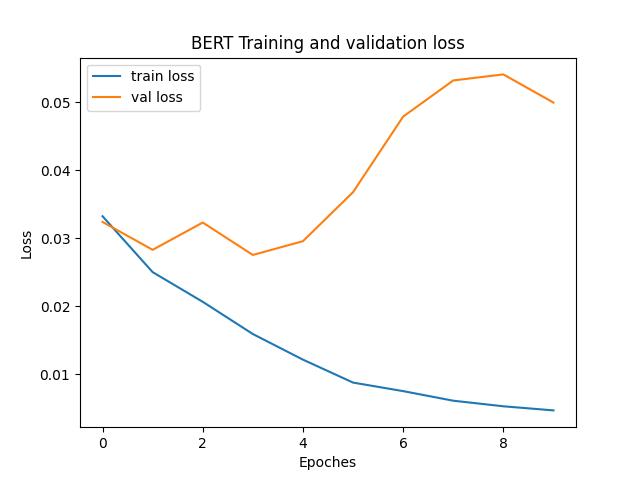 BERT Training and validation loss
train loss
val loss
0.05
0.04
0.03
0.02
0.01
Loss
0 2 4 6 8
Epoches